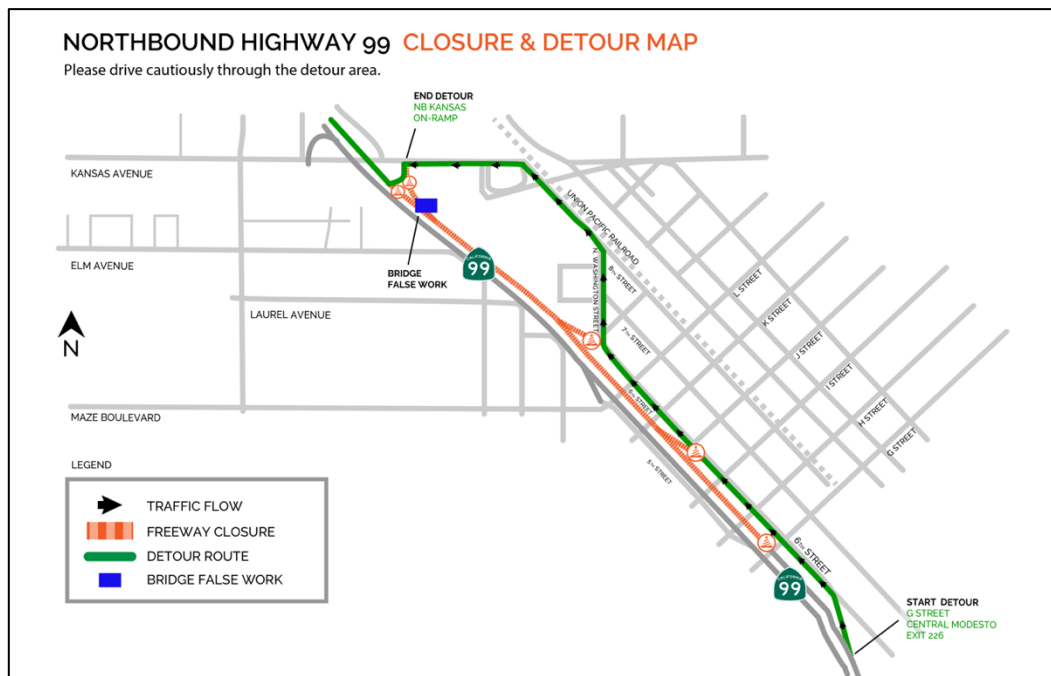 NORTHBOUND HIGHWAY 99 CLOSURE & DETOUR MAP
Please drive cautiously through the detour area.
END DETOUR
NB KANSAS
ON-RAMP
KANSAS AVENUE
UNION PACIFIC RAILROAD
ELM AVENUE
BRIDGE
FALSE WORK
CALIFORNIA
99
N. WASHINGTON STREET
8TH STREET
L STREET
K STREET
J STREET
I STREET
H STREET
G STREET
LAUREL AVENUE
N
7TH STREET
6TH STREET
MAZE BOULEVARD
5TH STREET
6TH STREET
CALIFORNIA
99
START DETOUR
G STREET
CENTRAL MODESTO
EXIT 226
LEGEND
TRAFFIC FLOW
FREEWAY CLOSURE
DETOUR ROUTE
BRIDGE FALSE WORK